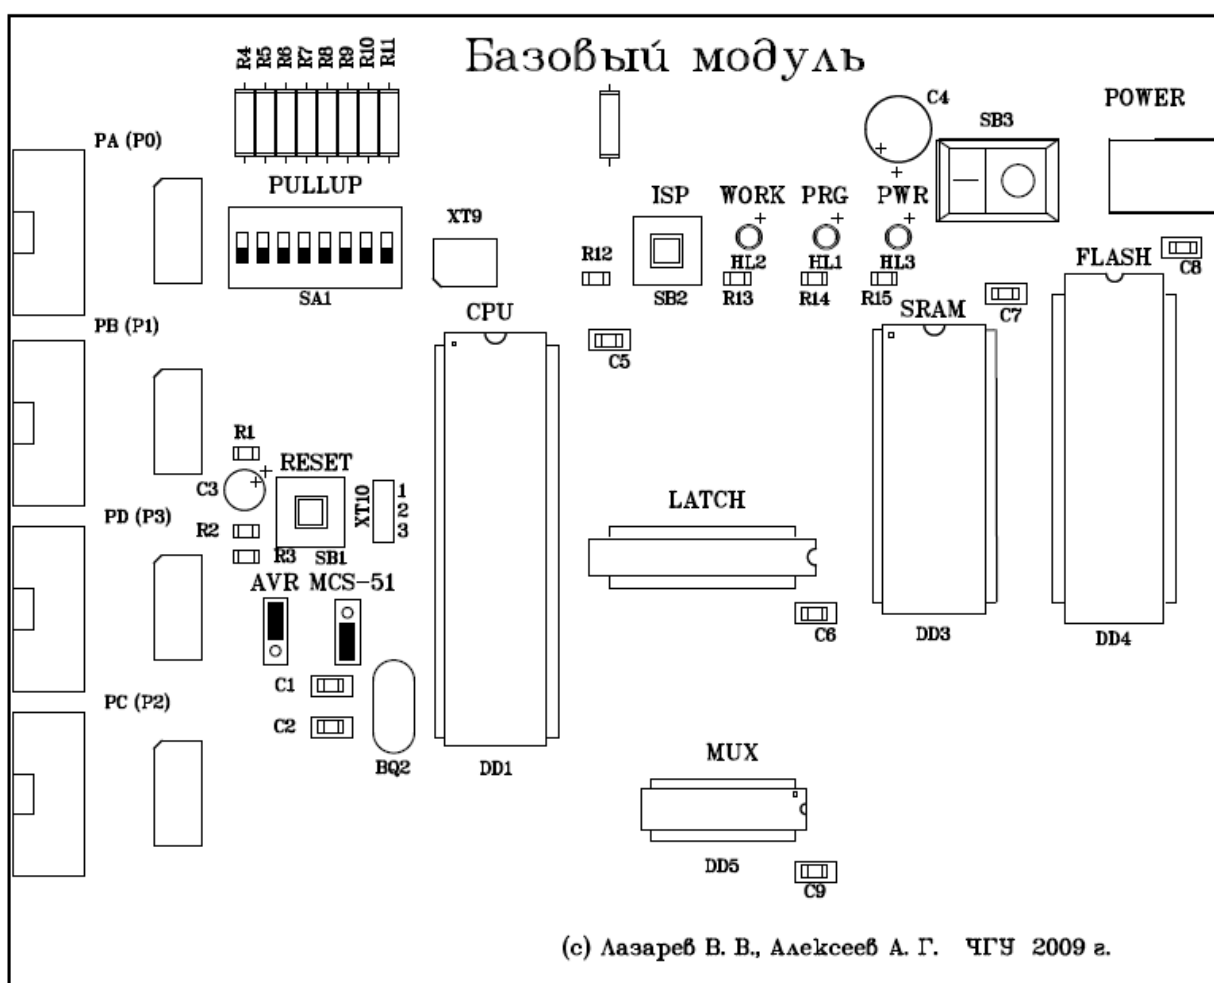 R4 R5 R6 R7 R8 R9 R10 R11
Базовый модуль
C4
POWER
SB3
PA (P0)
PULLUP
ISP WORK PRG PWR
XT9
R12
HL2 HL1 HL3
FLASH
C8
SA1
SB2 R13 R14 R15
CPU
SRAM
C7
PB (P1)
C5
R1
RESET
C3
XT10
1
2
3
LATCH
PD (P3)
R2
R3 SB1
AVR MCS-51
C6
DD3
DD4
C1
PC (P2)
C2
BQ2
DD1
MUX
DD5
C9
(c) Лазарев В. В., Алексеев А. Г. ЧГУ 2009 г.